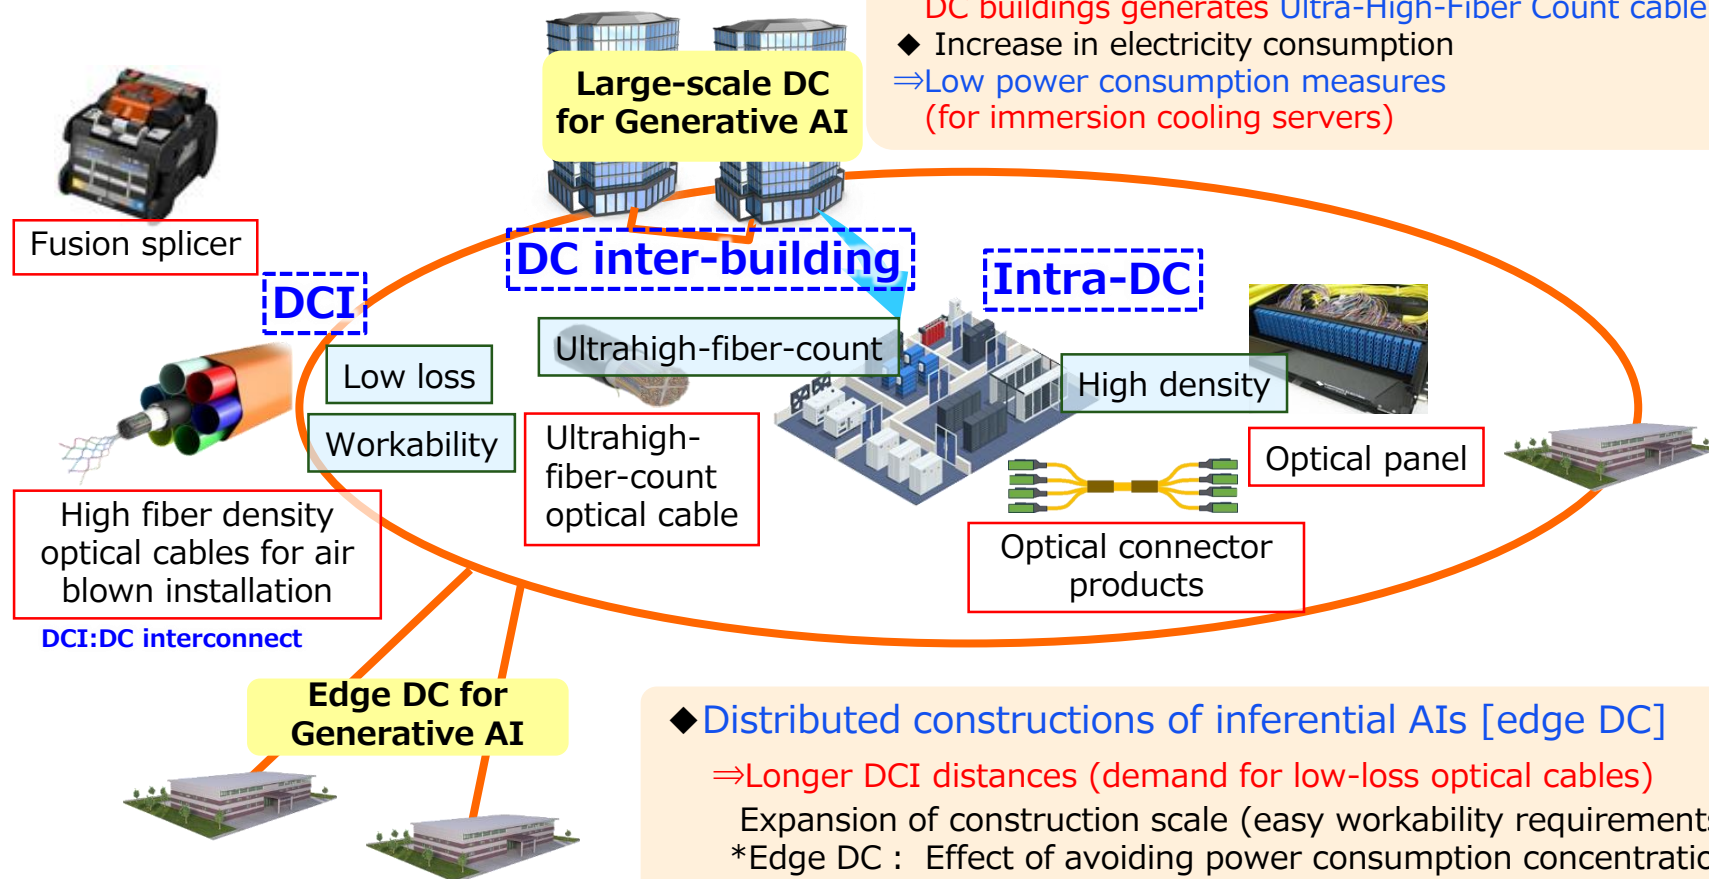 DC buildings generates Ultra-High-Fiber Count cable
◆ Increase in electricity consumption
⇒Low power consumption measures
(for immersion cooling servers)
Large-scale DC
for Generative AI
Fusion splicer
DC inter-building
Intra-DC
DCI
Ultrahigh-fiber-count
Low loss
High density
Workability
Ultrahigh-
fiber-count
optical cable
Optical panel
High fiber density
optical cables for air
blown installation
Optical connector
products
DCI:DC interconnect
Edge DC for
Generative AI
◆Distributed constructions of inferential AIs [edge DC]
⇒Longer DCI distances (demand for low-loss optical cables)
Expansion of construction scale (easy workability requirements
*Edge DC : Effect of avoiding power consumption concentratio